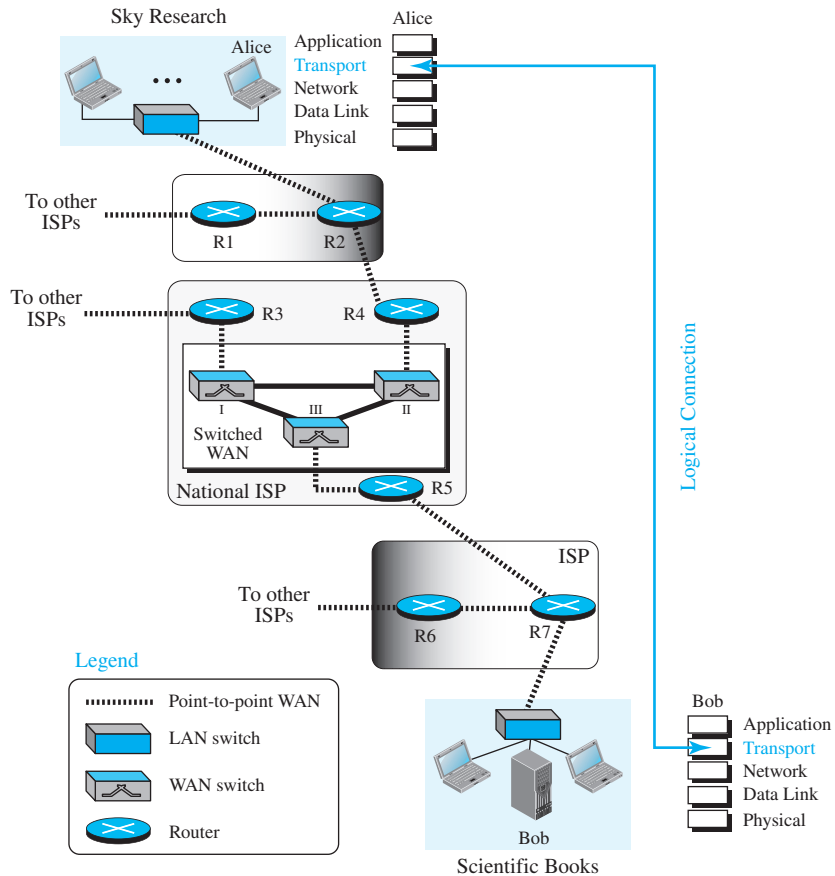 Sky Research
Alice
Alice
Application
Transport
Network
Data Link
Physical
To other
ISPs
R1
R2
To other
ISPs
R3
R4
I
III
II
Switched
WAN
National ISP
R5
Logical Connection
ISP
To other
ISPs
R6
R7
Legend
Point-to-point WAN
LAN switch
WAN switch
Router
Bob
Scientific Books
Bob
Application
Transport
Network
Data Link
Physical